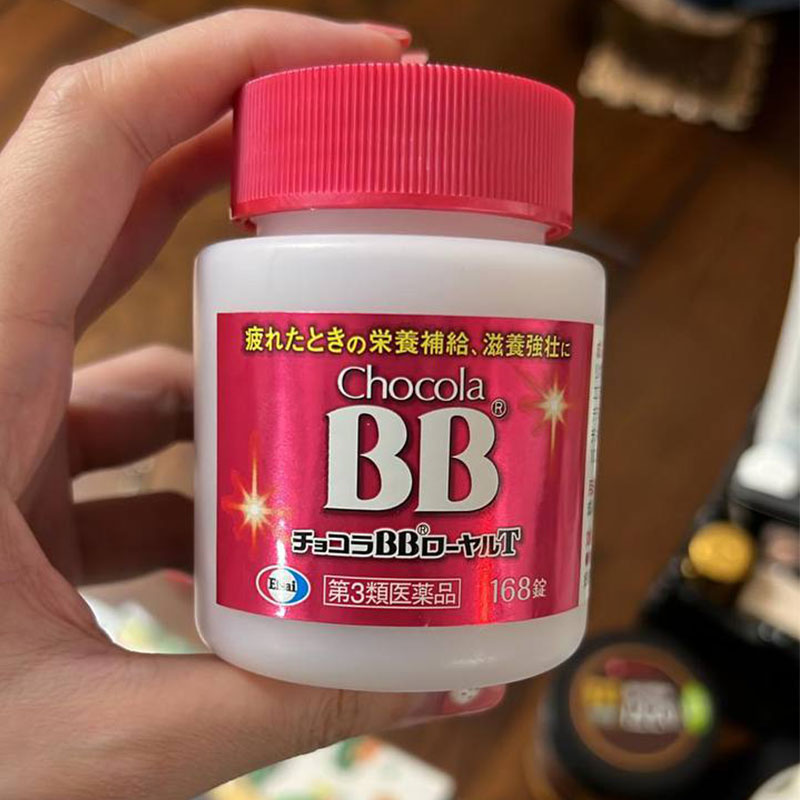 疲れたときの栄養補給、滋養強壮に
Chocola
BB®
チョコラBB®ローヤルT
Eisai
第3類医薬品 168錠